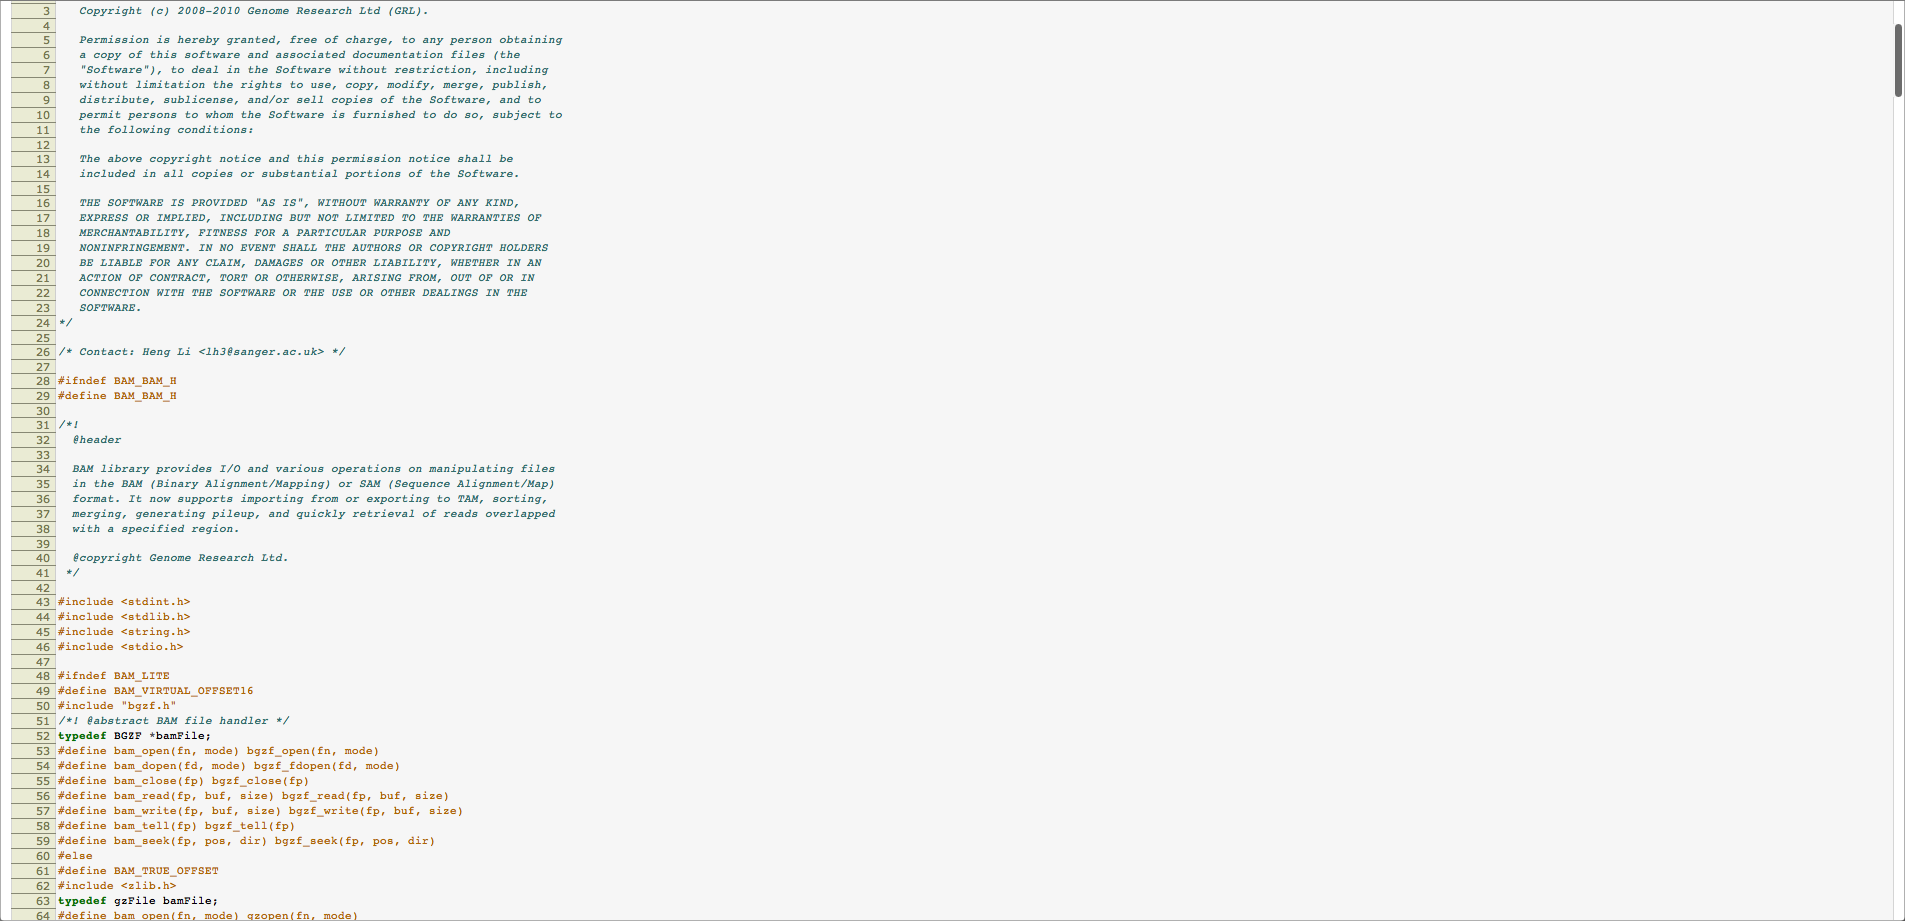 3 Copyright (c) 2008-2010 Genome Research Ltd (GRL).
4
5 Permission is hereby granted, free of charge, to any person obtaining
6 a copy of this software and associated documentation files (the
7 "Software"), to deal in the Software without restriction, including
8 without limitation the rights to use, copy, modify, merge, publish,
9 distribute, sublicense, and/or sell copies of the Software, and to
10 permit persons to whom the Software is furnished to do so, subject to
11 the following conditions:
12
13 The above copyright notice and this permission notice shall be
14 included in all copies or substantial portions of the Software.
15
16 THE SOFTWARE IS PROVIDED "AS IS", WITHOUT WARRANTY OF ANY KIND,
17 EXPRESS OR IMPLIED, INCLUDING BUT NOT LIMITED TO THE WARRANTIES OF
18 MERCHANTABILITY, FITNESS FOR A PARTICULAR PURPOSE AND
19 NONINFRINGEMENT. IN NO EVENT SHALL THE AUTHORS OR COPYRIGHT HOLDERS
20 BE LIABLE FOR ANY CLAIM, DAMAGES OR OTHER LIABILITY, WHETHER IN AN
21 ACTION OF CONTRACT, TORT OR OTHERWISE, ARISING FROM, OUT OF OR IN
22 CONNECTION WITH THE SOFTWARE OR THE USE OR OTHER DEALINGS IN THE
23 SOFTWARE.
24 */
25
26 /* Contact: Heng Li <lh3@sanger.ac.uk> */
27
28 #ifndef BAM_BAM_H
29 #define BAM_BAM_H
30
31 /*!
32 @header
33
34 BAM library provides I/O and various operations on manipulating files
35 in the BAM (Binary Alignment/Mapping) or SAM (Sequence Alignment/Map)
36 format. It now supports importing from or exporting to TAM, sorting,
37 merging, generating pileup, and quickly retrieval of reads overlapped
38 with a specified region.
39
40 @copyright Genome Research Ltd.
41 */
42
43 #include <stdint.h>
44 #include <stdlib.h>
45 #include <string.h>
46 #include <stdio.h>
47
48 #ifndef BAM_LITE
49 #define BAM_VIRTUAL_OFFSET16
50 #include "bgzf.h"
51 /*! @abstract BAM file handler */
52 typedef BGZF *bamFile;
53 #define bam_open(fn, mode) bgzf_open(fn, mode)
54 #define bam_dopen(fd, mode) bgzf_fdopen(fd, mode)
55 #define bam_close(fp) bgzf_close(fp)
56 #define bam_read(fp, buf, size) bgzf_read(fp, buf, size)
57 #define bam_write(fp, buf, size) bgzf_write(fp, buf, size)
58 #define bam_tell(fp) bgzf_tell(fp)
59 #define bam_seek(fp, pos, dir) bgzf_seek(fp, pos, dir)
60 #else
61 #define BAM_TRUE_OFFSET
62 #include <zlib.h>
63 typedef gzFile bamFile;
64 #define bam_open(fn, mode) gzopen(fn, mode)